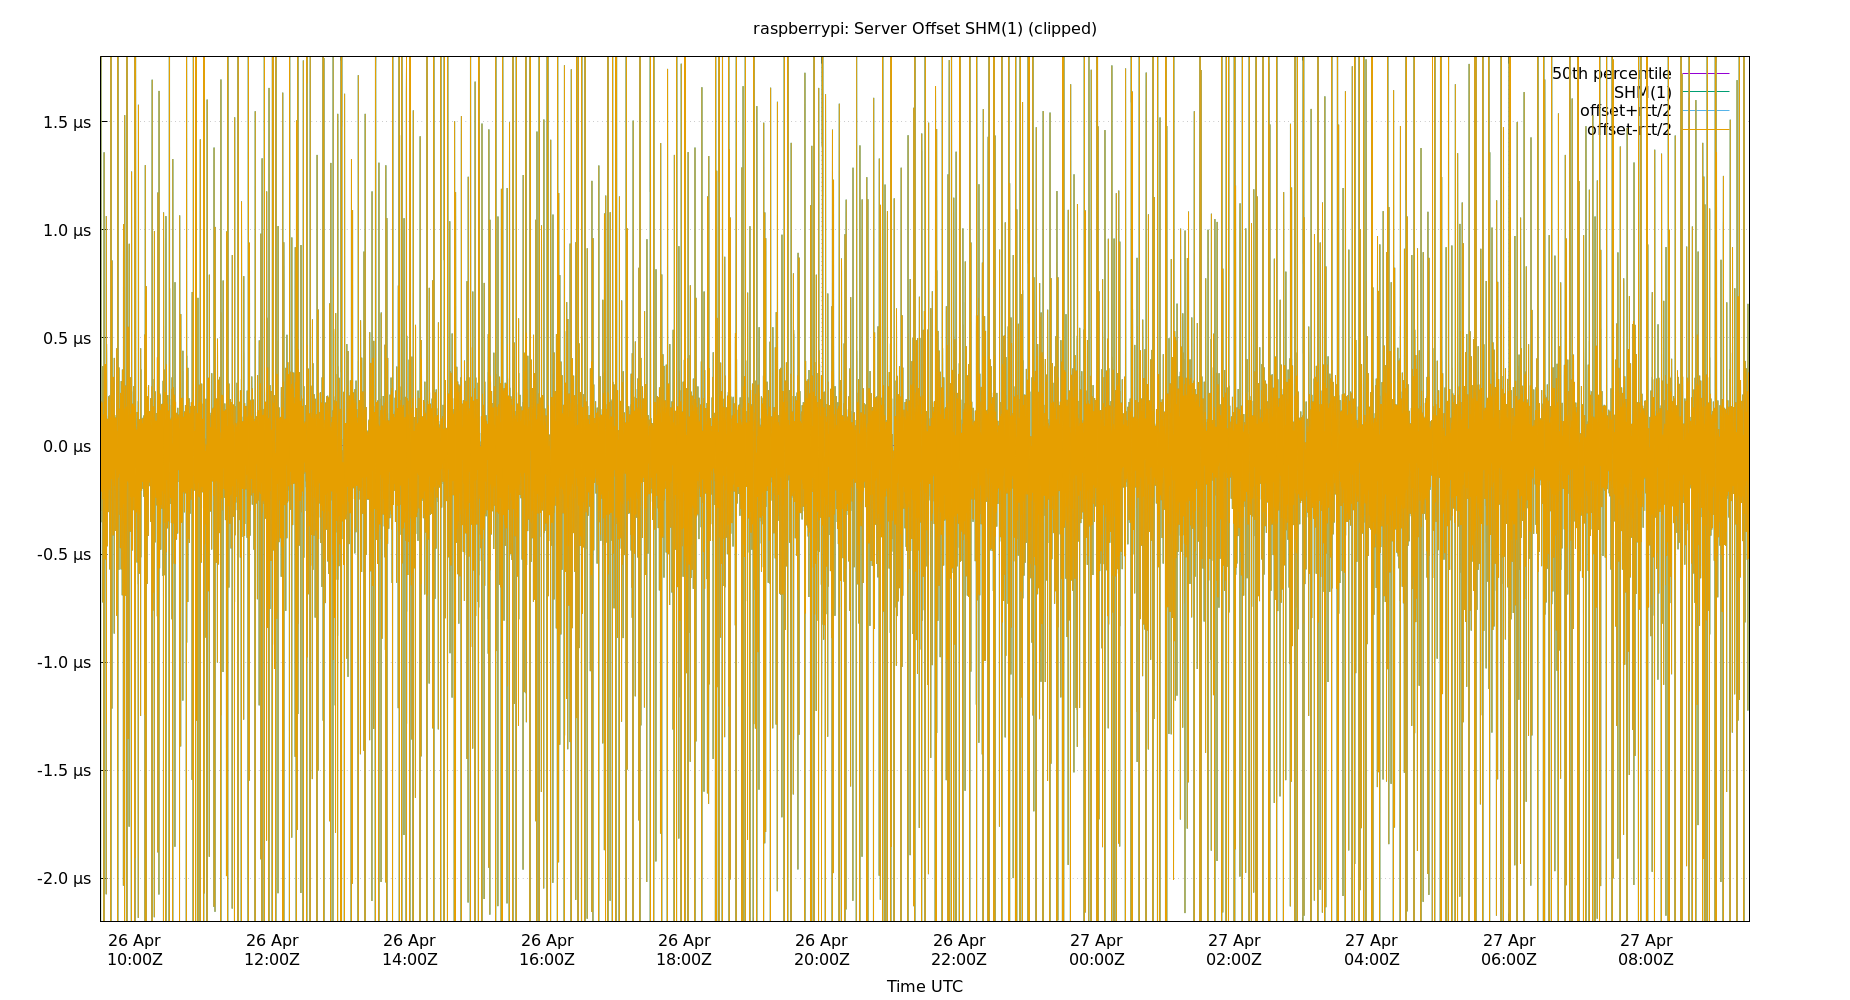 raspberrypi: Server Offset SHM(1) (clipped)
50th percentile
SHM(1)
offset+rtt/2
offset-rtt/2
1.5 µs
1.0 µs
0.5 µs
0.0 µs
-0.5 µs
-1.0 µs
-1.5 µs
-2.0 µs
26 Apr 26 Apr 26 Apr 26 Apr 26 Apr 26 Apr 26 Apr 27 Apr 27 Apr 27 Apr 27 Apr 27 Apr
10:00Z 12:00Z 14:00Z 16:00Z 18:00Z 20:00Z 22:00Z 00:00Z 02:00Z 04:00Z 06:00Z 08:00Z
Time UTC